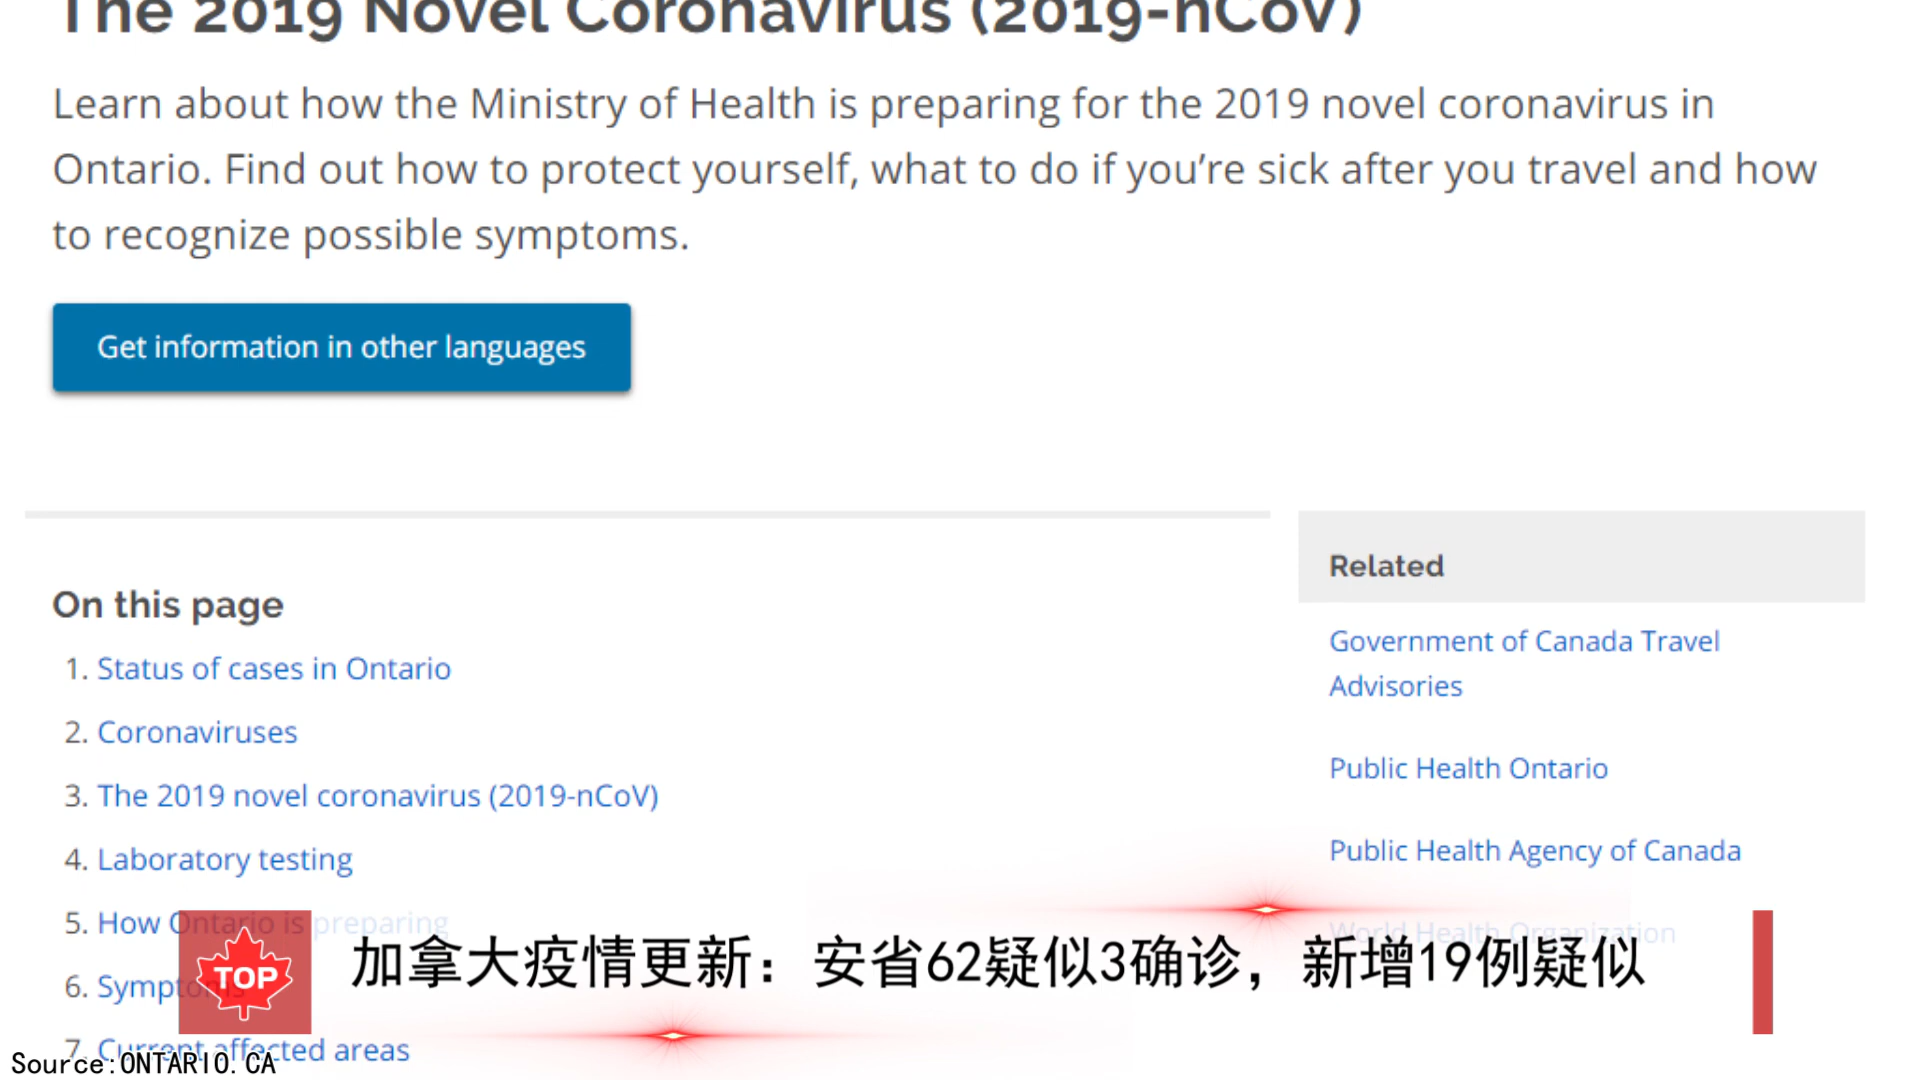 The 2019 Novel Coronavirus (2019-nCoV)
Learn about how the Ministry of Health is preparing for the 2019 novel coronavirus in
Ontario. Find out how to protect yourself, what to do if you’re sick after you travel and how
to recognize possible symptoms.
Get information in other languages
On this page
1. Status of cases in Ontario
2. Coronaviruses
3. The 2019 novel coronavirus (2019-nCoV)
4. Laboratory testing
5. How Ontario is preparing
6. Symptoms
7. Current affected areas
Related
Government of Canada Travel
Advisories
Public Health Ontario
Public Health Agency of Canada
World Health Organization
TOP
加拿大疫情更新：安省62疑似3确诊，新增19例疑似
Source:ONTARIO.CA